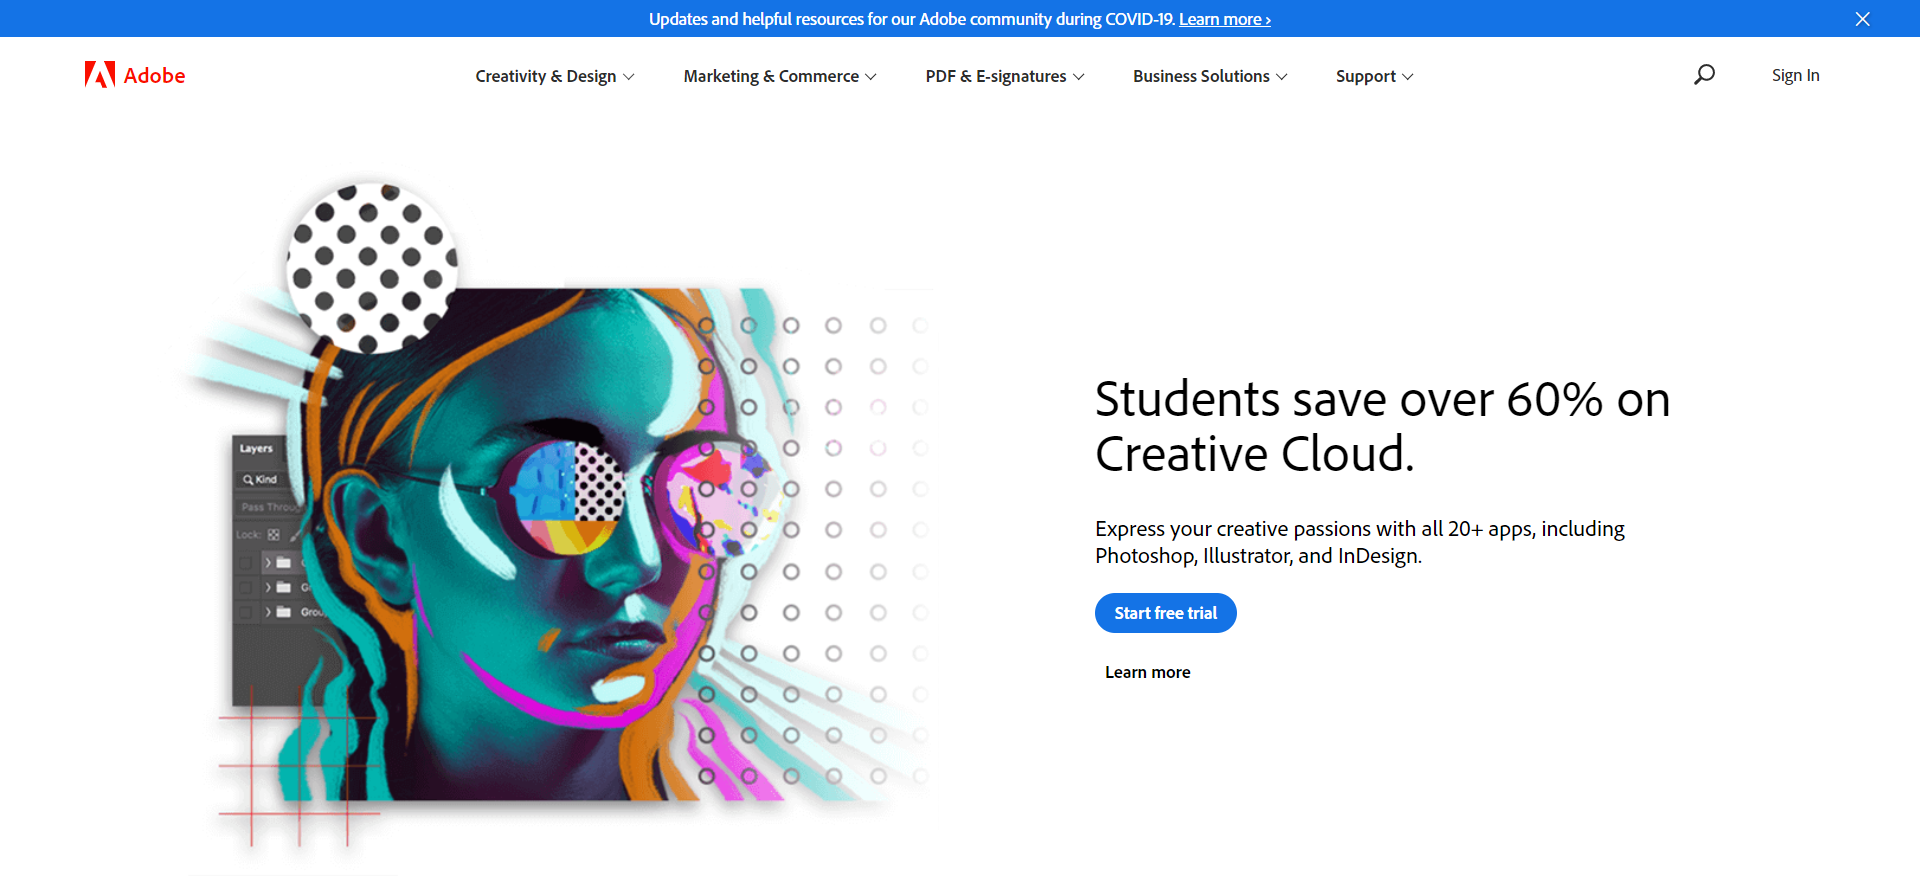 Updates and helpful resources for our Adobe community during COVID-19. Learn more ›
Adobe
Creativity & Design
Marketing & Commerce
PDF & E-signatures
Business Solutions
Support
Sign In
Layers
Kind
Pass Throug
Lock:
Grou
Students save over 60% on
Creative Cloud.
Express your creative passions with all 20+ apps, including
Photoshop, Illustrator, and InDesign.
Start free trial
Learn more